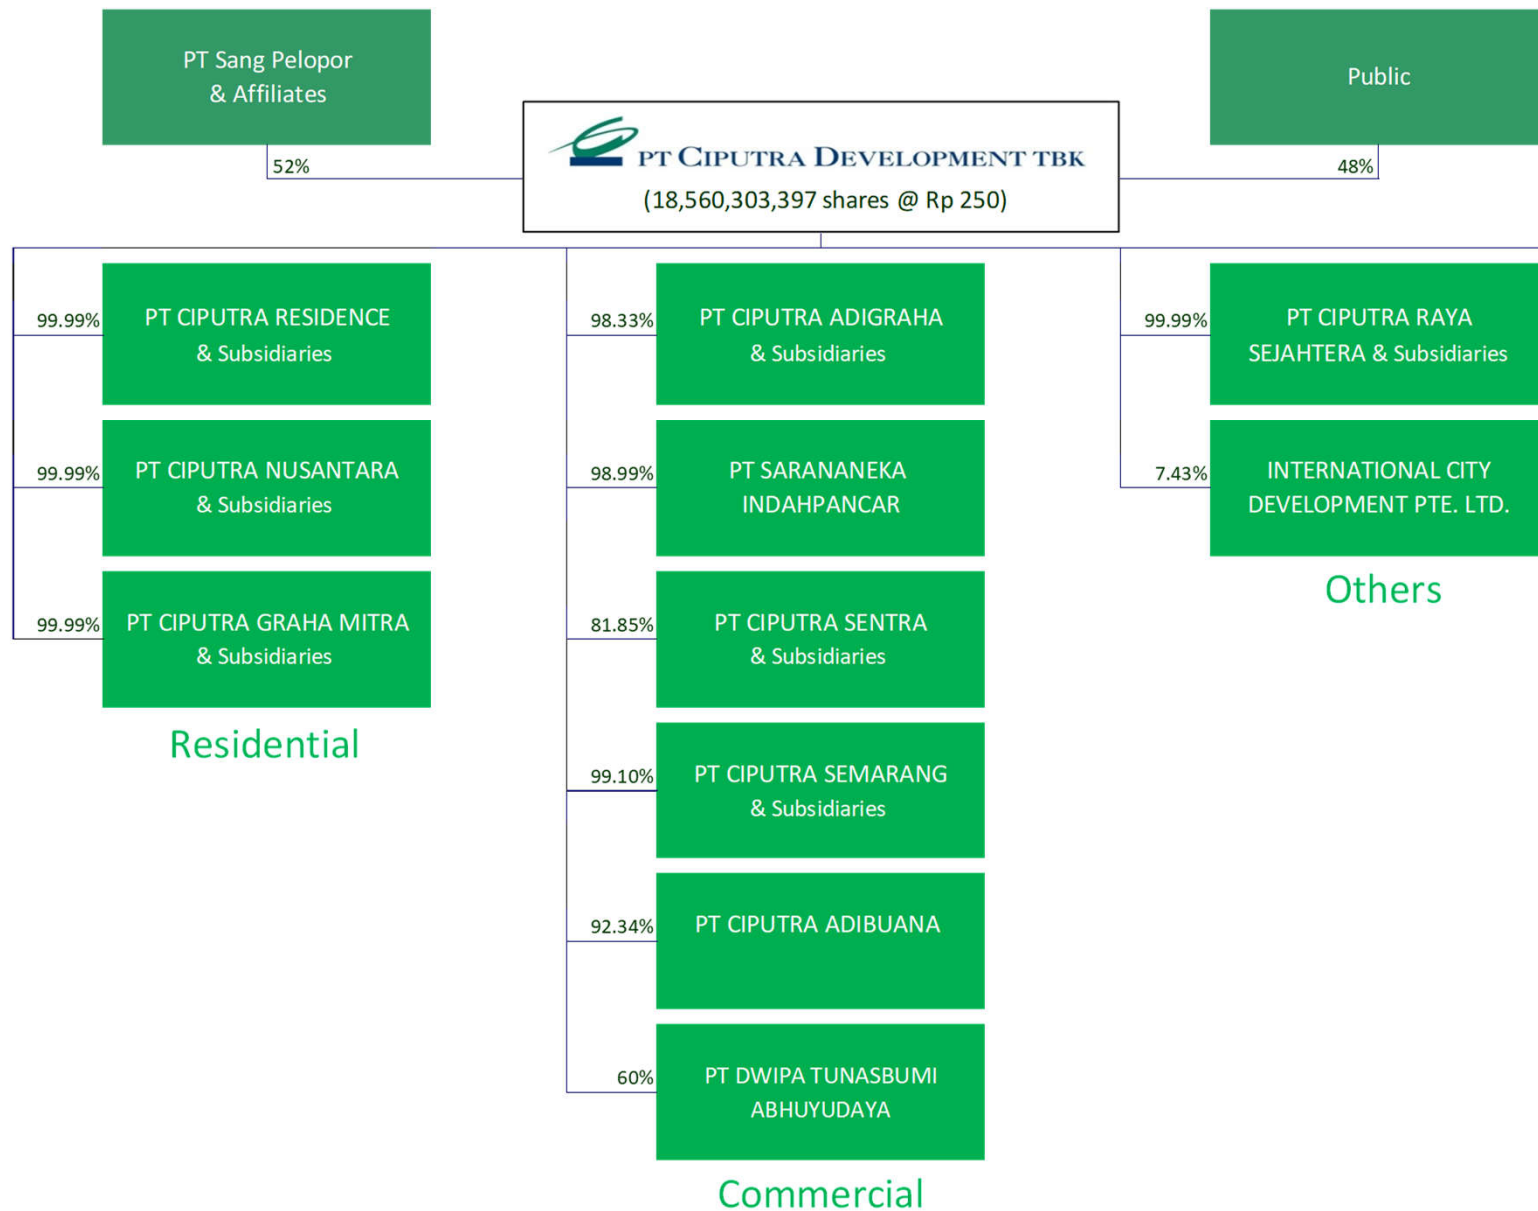 PT Sang Pelopor
& Affiliates
Public
52%
PT CIPUTRA DEVELOPMENT TBK
(18,560,303,397 shares @ Rp 250)
48%
99.99%
PT CIPUTRA RESIDENCE
& Subsidiaries
99.99%
PT CIPUTRA NUSANTARA
& Subsidiaries
99.99%
PT CIPUTRA GRAHA MITRA
& Subsidiaries
Residential
98.33%
PT CIPUTRA ADIGRAHA
& Subsidiaries
98.99%
PT SARANANEKA
INDAHPANCAR
81.85%
PT CIPUTRA SENTRA
& Subsidiaries
99.10%
PT CIPUTRA SEMARANG
& Subsidiaries
92.34%
PT CIPUTRA ADIBUANA
60%
PT DWIPA TUNASBUMI
ABHUYUDAYA
Commercial
99.99%
PT CIPUTRA RAYA
SEJAHTERA & Subsidiaries
7.43%
INTERNATIONAL CITY
DEVELOPMENT PTE. LTD.
Others